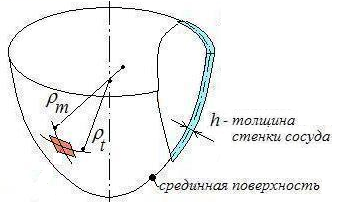 ρm
ρt
h - толщина
стенки сосуда
срединная поверхность